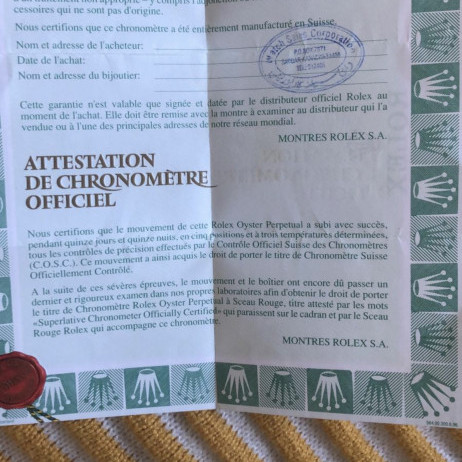 cessoires qui ne sont pas d'origine.
Nous certifions que ce chronomètre a été entièrement manufacturé en Suisse.
Nom et adresse de l'acheteur:
Date de l'achat:
Nom et adresse du bijoutier:
Cette garantie n'est valable que signée et datée par le distributeur officiel Rolex au
moment de l'achat. Elle doit être remise avec la montre à examiner au distributeur qui l'a
vendue ou à l'une des principales adresses de notre réseau mondial.
MONTRES ROLEX S.A.
ATTESTATION
DE CHRONOMÈTRE
OFFICIEL
Nous certifions que le mouvement de cette Rolex Oyster Perpetual a subi avec succès,
pendant quinze jours et quinze nuits, en cinq positions et à trois températures déterminées,
tous les contrôles de précision effectués par le Contrôle Officiel Suisse des Chronomètres
(C.O.S.C.). Ce mouvement a ainsi acquis le droit de porter le titre de Chronomètre Suisse
Officiellement Contrôlé.
A la suite de ces sévères épreuves, le mouvement et le boîtier ont encore dû passer un
dernier et rigoureux examen dans nos propres laboratoires afin d'obtenir le droit de porter
le titre de Chronomètre Rolex Oyster Perpetual à Sceau Rouge, titre attesté par les mots
«Superlative Chronometer Officially Certified» qui paraissent sur le cadran et par le Sceau
Rouge Rolex qui accompagne ce chronomètre.
MONTRES ROLEX S.A.